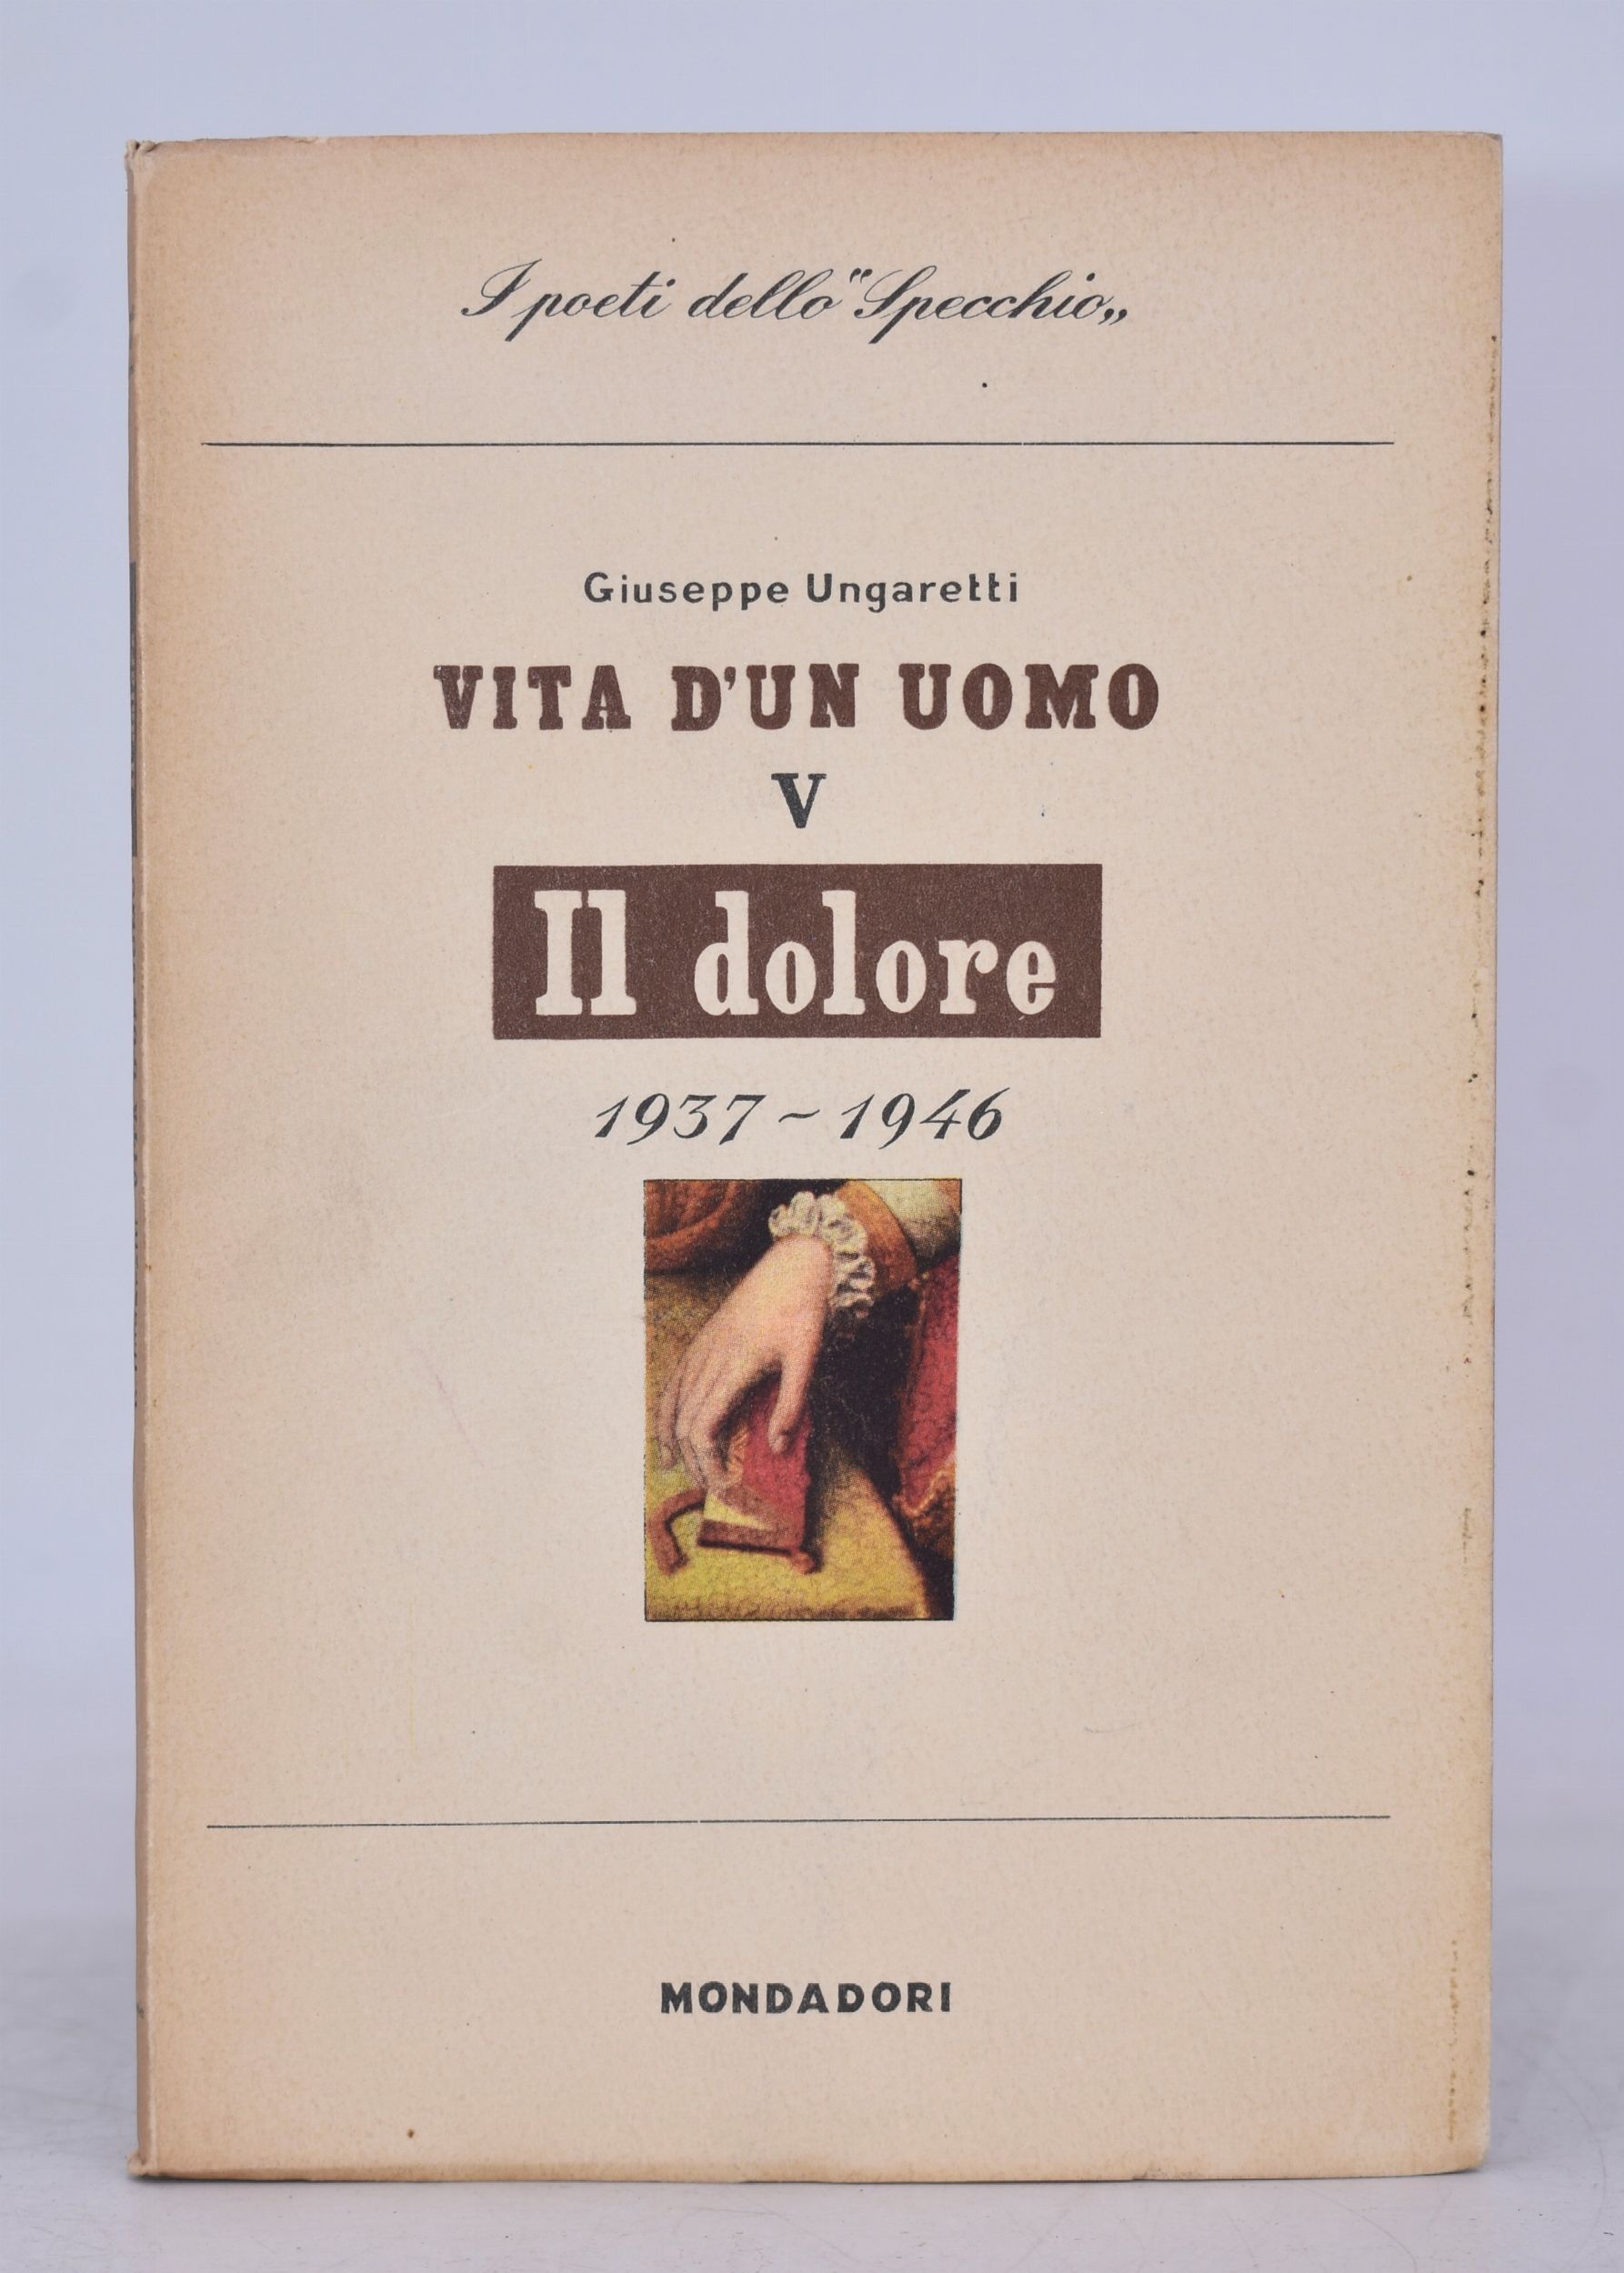 I poeti dello "Specchio„
Giuseppe Ungaretti
VITA D'UN UOMO
V
Il dolore
1937 ~ 1946
MONDADORI